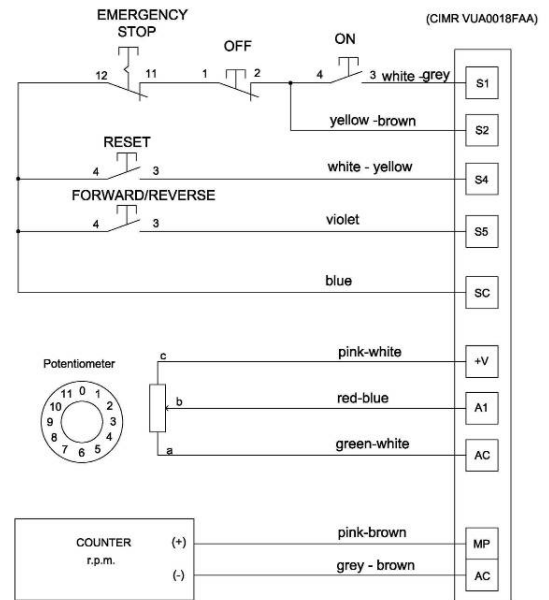 (CIMR VUA0018FAA)
EMERGENCY
STOP
OFF
ON
12 11 1 2 4 3 white -grey S1
yellow -brown S2
RESET
4 3 white - yellow S4
FORWARD/REVERSE
4 3 violet S5
blue SC
Potentiometer
c pink-white +V
b red-blue A1
a green-white AC
0 1 2 3 4 5 6 7 8 9 10 11
COUNTER
r.p.m.
(+) pink-brown MP
(-) grey - brown AC